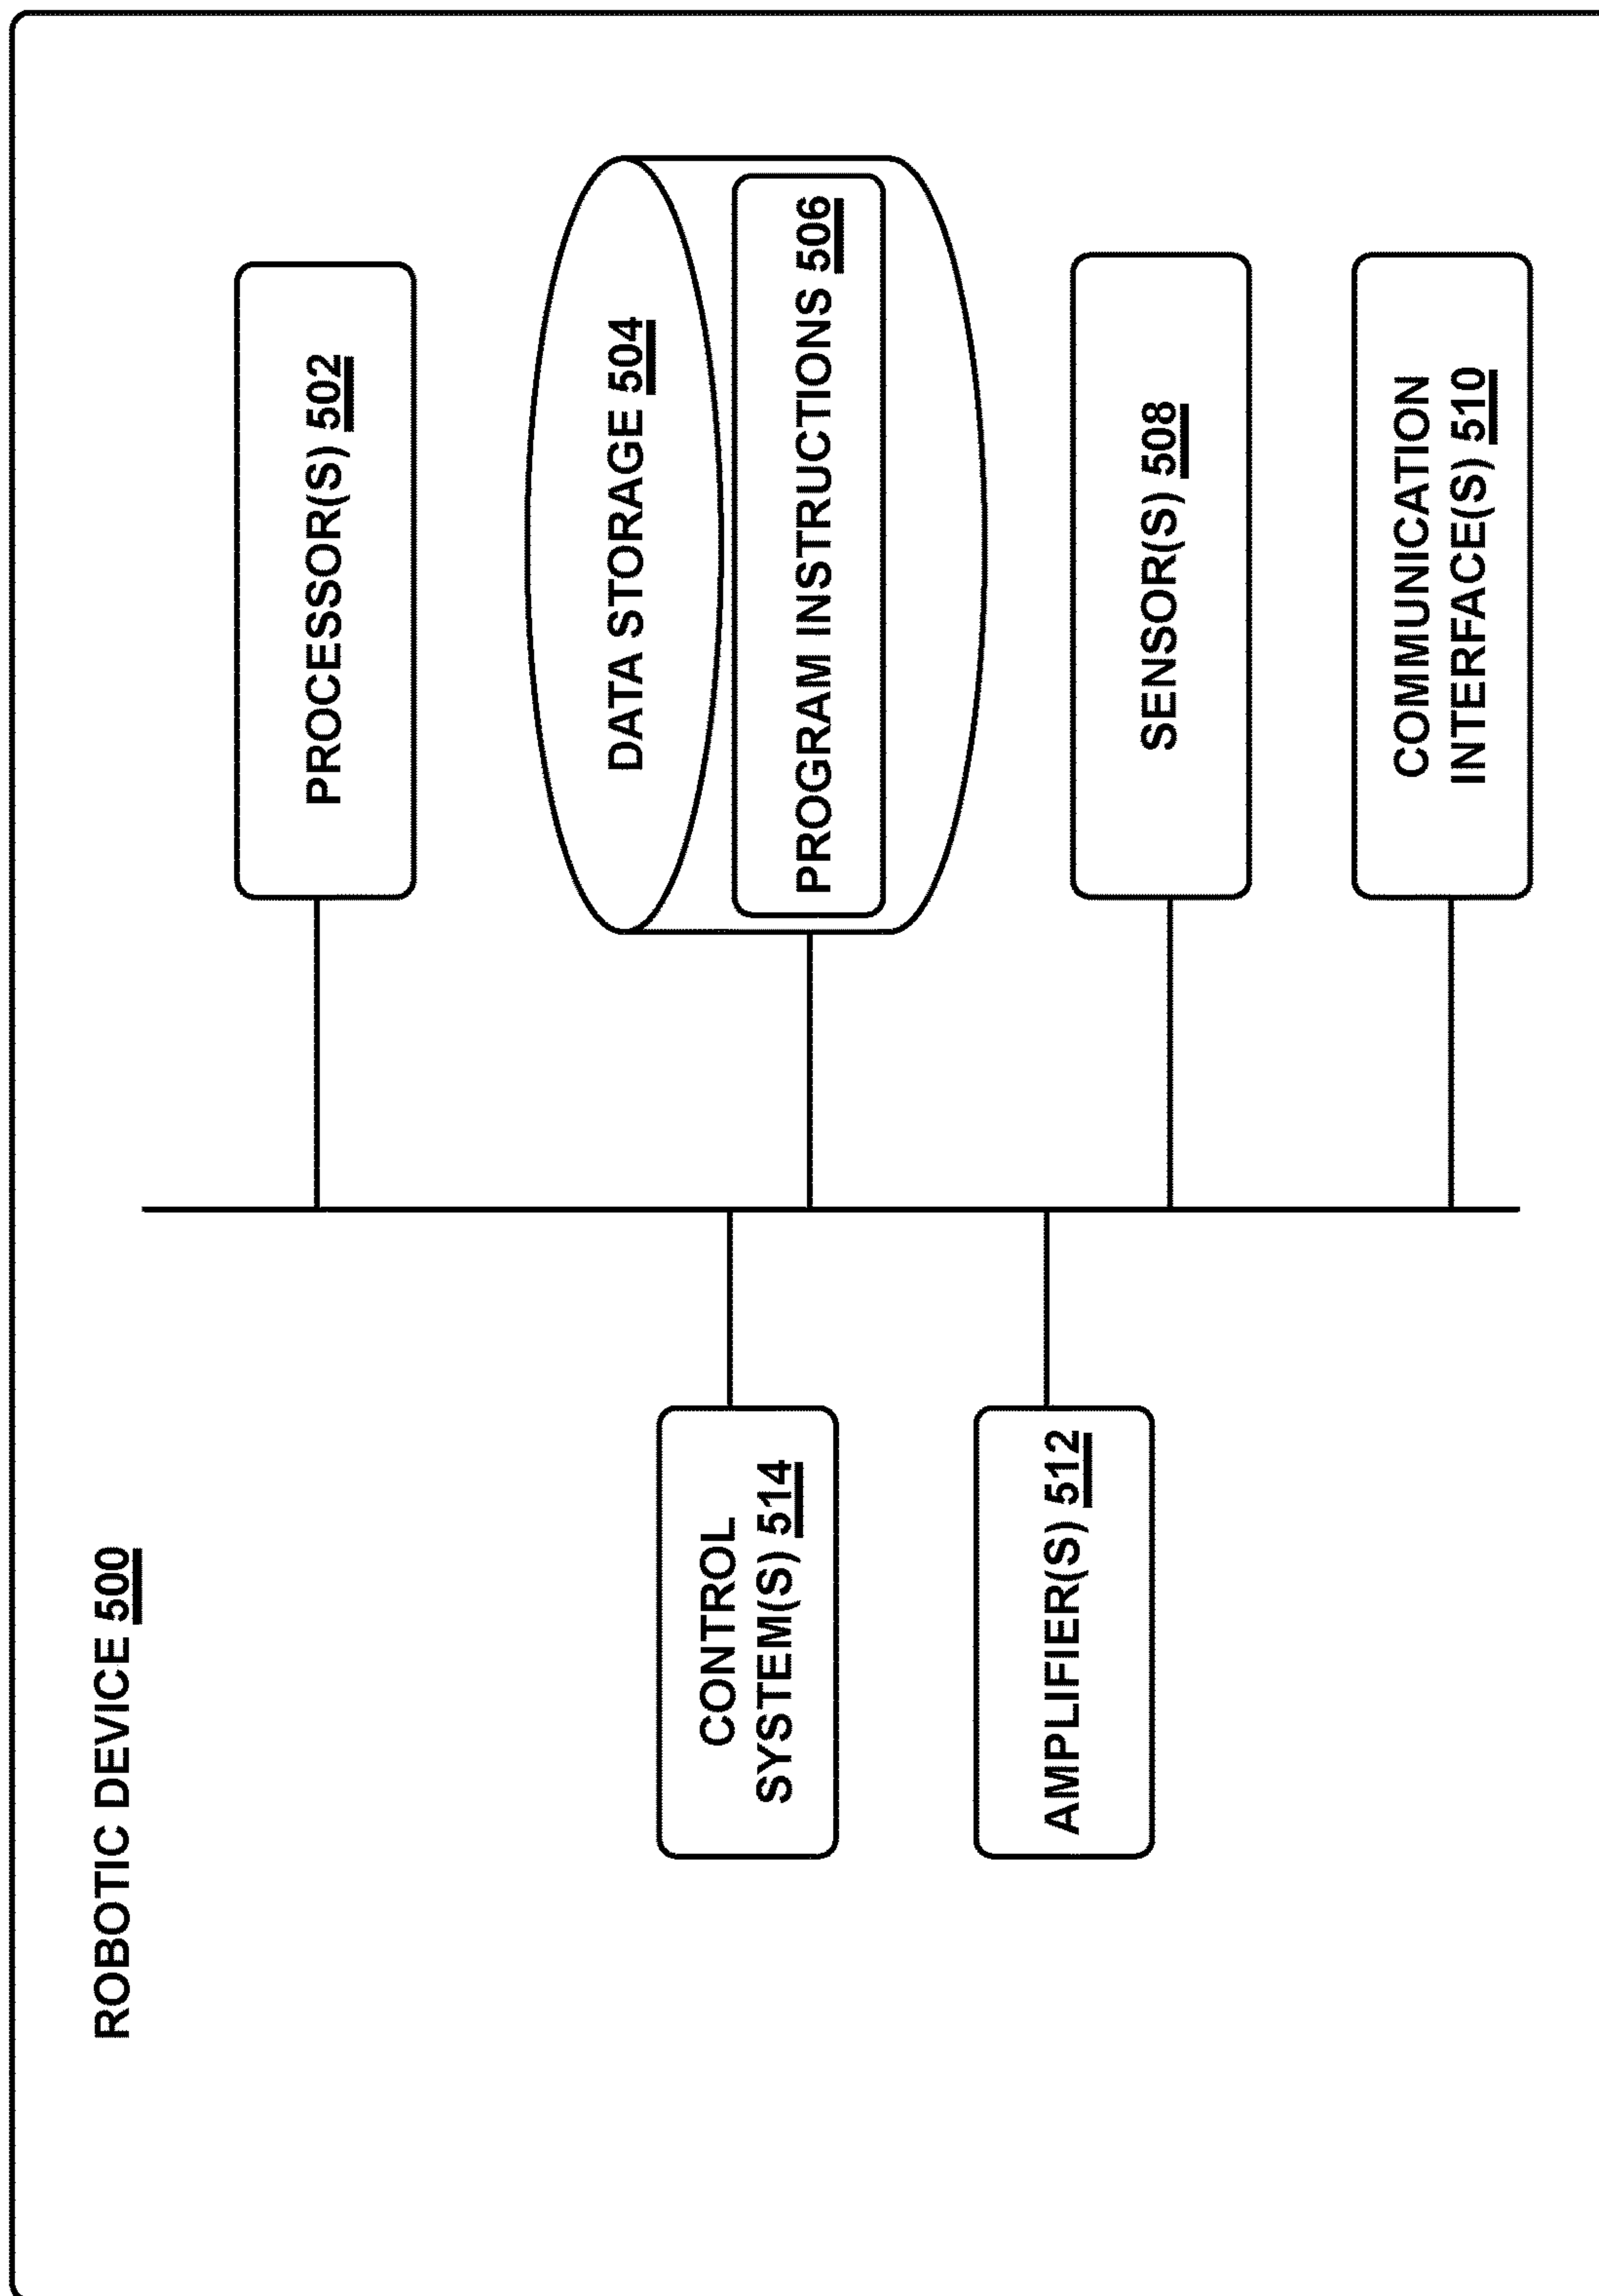 ROBOTIC DEVICE 500
PROCESSOR(S) 502
DATA STORAGE 504
PROGRAM INSTRUCTIONS 506
CONTROL
SYSTEM(S) 514
AMPLIFIER(S) 512
SENSOR(S) 508
COMMUNICATION
INTERFACE(S) 510